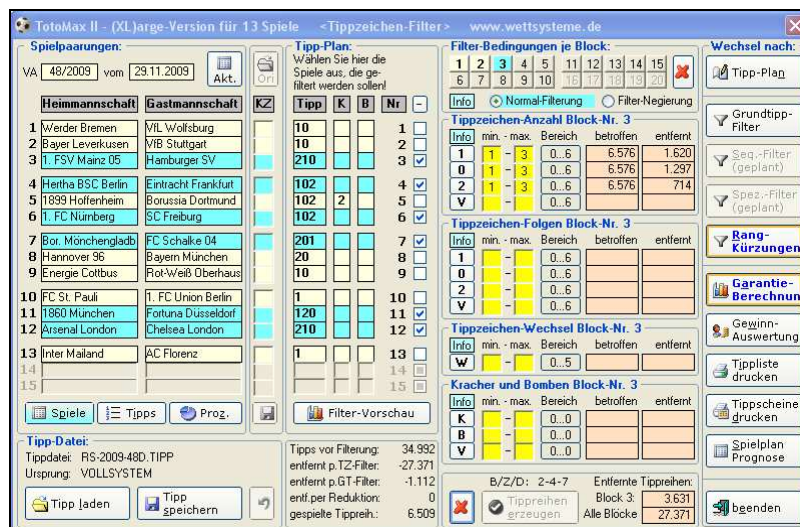 TotoMax II - (XL)arge-Version für 13 Spiele <Tippzeichen-Filter> www.wettsysteme.de
Spielpaarungen:
VA 48/2009 vom 29.11.2009 Akt. Ori
Heimmannschaft Gastmannschaft KZ
1 Werder Bremen VfL Wolfsburg
2 Bayer Leverkusen VfB Stuttgart
3 1. FSV Mainz 05 Hamburger SV
4 Hertha BSC Berlin Eintracht Frankfurt
5 1899 Hoffenheim Borussia Dortmund
6 1. FC Nürnberg SC Freiburg
7 Bor. Mönchengladb FC Schalke 04
8 Hannover 96 Bayern München
9 Energie Cottbus Rot-Weiß Oberhaus
10 FC St. Pauli 1. FC Union Berlin
11 1860 München Fortuna Düsseldorf
12 Arsenal London Chelsea London
13 Inter Mailand AC Florenz
14
15
Spiele Tipps Proz.
Tipp-Datei:
Tippdatei: RS-2009-48D.TIPP
Ursprung: VOLLSYSTEM
Tipp laden Tipp speichern
Tipp-Plan:
Wählen Sie hier die
Spiele aus, die ge-
filtert werden sollen!
Tipp K B Nr -
10 1
10 2
210 3
102 4
102 2 5
102 6
201 7
20 8
10 9
1 10
120 11
210 12
1 13
14
15
Filter-Vorschau
Tipps vor Filterung: 34.992
entfernt p.TZ-Filter: -27.371
entfernt p.GT-Filter: -1.112
entf.per Reduktion: 0
gespielte Tippreih.: 6.509
Filter-Bedingungen je Block:
1 2 3 4 5 11 12 13 14 15
6 7 8 9 10 16 17 18 19 20
Info Normal-Filterung Filter-Negierung
Tippzeichen-Anzahl Block-Nr. 3
Info min. - max. Bereich betroffen entfernt
1 1 - 3 0...6 6.576 1.620
0 1 - 3 0...6 6.576 1.297
2 1 - 3 0...6 6.576 714
V - 0...6
Tippzeichen-Folgen Block-Nr. 3
Info min. - max. Bereich betroffen entfernt
1 - 0...6
0 - 0...6
2 - 0...6
V - 0...6
Tippzeichen-Wechsel Block-Nr. 3
Info min. - max. Bereich betroffen entfernt
W - 0...5
Kracher und Bomben Block-Nr. 3
Info min. - max. Bereich betroffen entfernt
K - 0...0
B - 0...0
V - 0...0
B/Z/D: 2-4-7 Entfernte Tippreihen:
Tippreihen erzeugen Block 3: 3.631
Alle Blöcke 27.371
Wechsel nach:
Tipp-Plan
Grundtipp-
Filter
Seq.-Filter
(geplant)
Spez.-Filter
(geplant)
Rang-
Kürzungen
Garantie-
Berechnun
Gewinn-
Auswertung
Tippliste
drucken
Tippscheine
drucken
Spielplan
Prognose
beenden